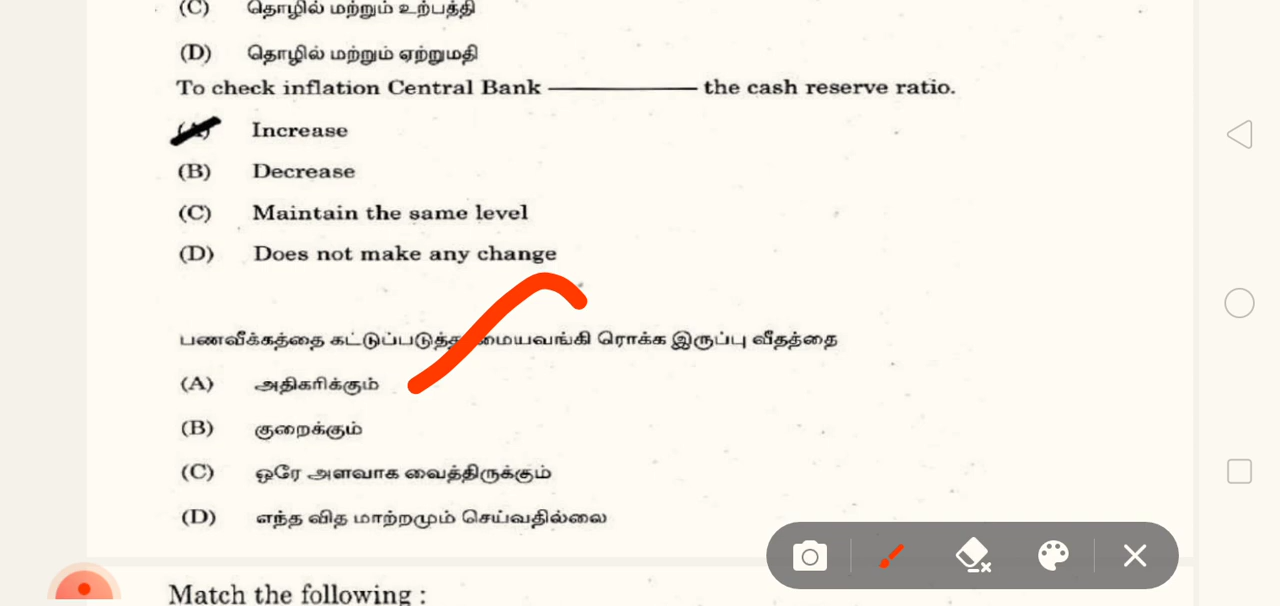 (C) தொழில் மற்றும் உற்பத்தி
(D) தொழில் மற்றும் ஏற்றுமதி
To check inflation Central Bank ———— the cash reserve ratio.
Increase
(B) Decrease
(C) Maintain the same level
(D) Does not make any change
பணவீக்கத்தை கட்டுப்படுத்த மையவங்கி ரொக்க இருப்பு வீதத்தை
(A) அதிகரிக்கும்
(B) குறைக்கும்
(C) ஒரே அளவாக வைத்திருக்கும்
(D) எந்த வித மாற்றமும் செய்வதில்லை
Match the following :